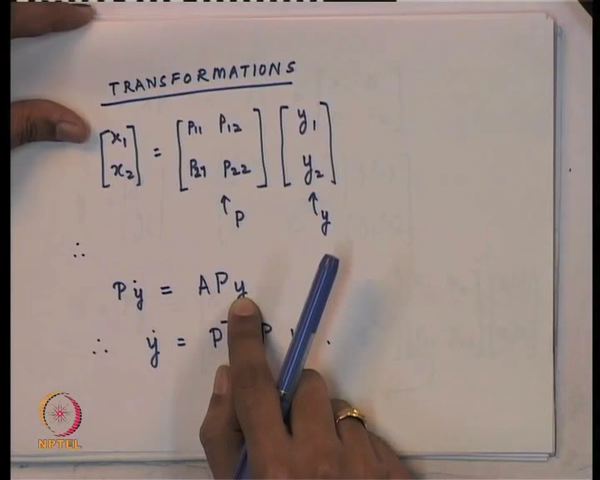 TRANSFORMATIONS
[x₁ x₂] = [P₁₁ P₁₂ P₂₁ P₂₂] [y₁ y₂]
↑P ↑y
∴
Pẏ = APy
∴ ẏ = P
NPTEL